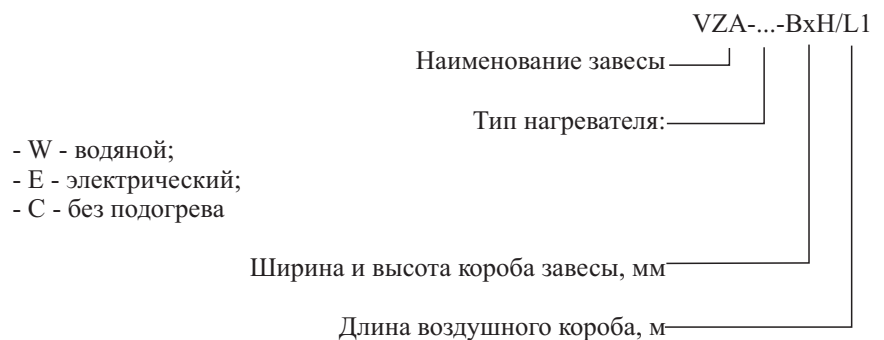 VZA-...-BxH/L1
Наименование завесы
Тип нагревателя:
- W - водяной;
- E - электрический;
- C - без подогрева
Ширина и высота короба завесы, мм
Длина воздушного короба, м